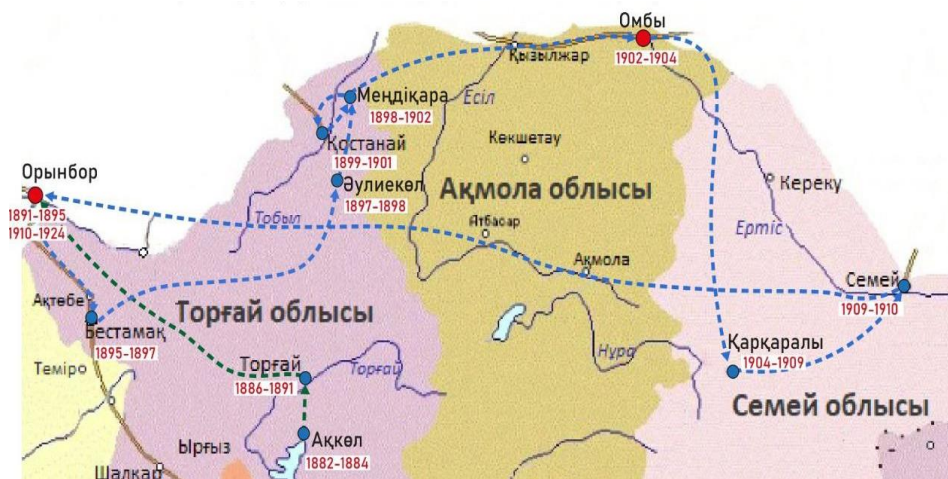 Омбы
1902-1904
Қызылжар
Меңдіқара
1898-1902
Есіл
Қостанай
1899-1901
Көкшетау
Әулиекөл
1897-1898
Орынбор
1891-1895
1910-1924
Ақмола облысы
Кереку
Тобыл
Атбасар
Ертіс
Ақмола
Семей
1909-1910
Ақтөбе
Бестамақ
1895-1897
Торғай облысы
Темір
Торғай
1886-1891
Торғай
Нұра
Қарқаралы
1904-1909
Семей облысы
Ақкөл
1882-1884
Ырғыз
Шалқар